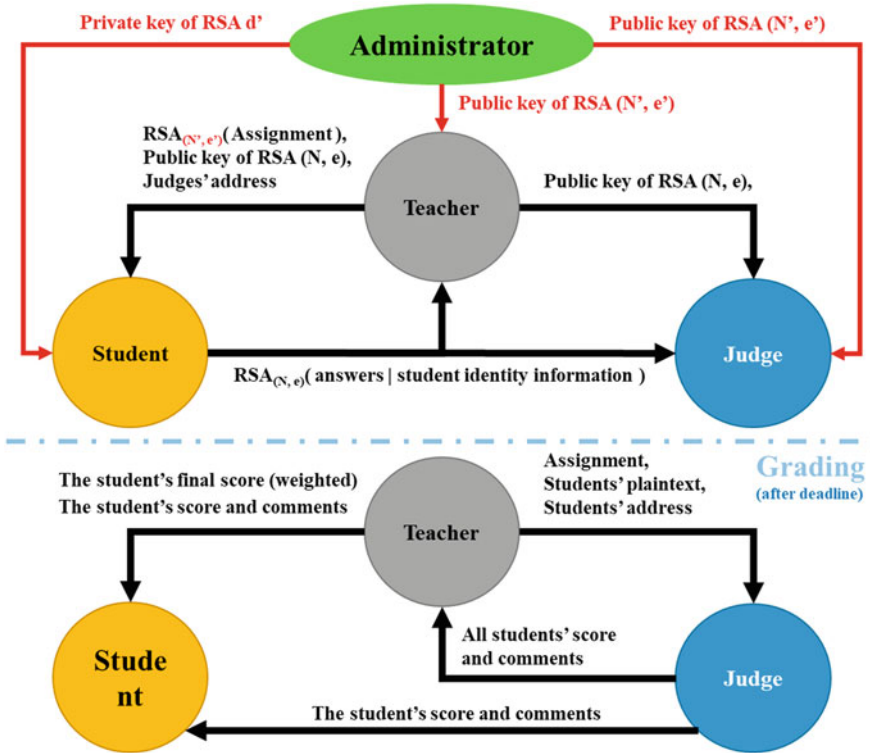 Private key of RSA d’
Administrator
Public key of RSA (N’, e’)
Public key of RSA (N’, e’)
RSA(N’, e’)( Assignment ),
Public key of RSA (N, e),
Judges’ address
Teacher
Public key of RSA (N, e),
Student
Judge
RSA(N, e)( answers | student identity information )
Grading
(after deadline)
The student’s final score (weighted)
The student’s score and comments
Teacher
Assignment,
Students’ plaintext,
Students’ address
Stude
nt
All students’ score
and comments
Judge
The student’s score and comments